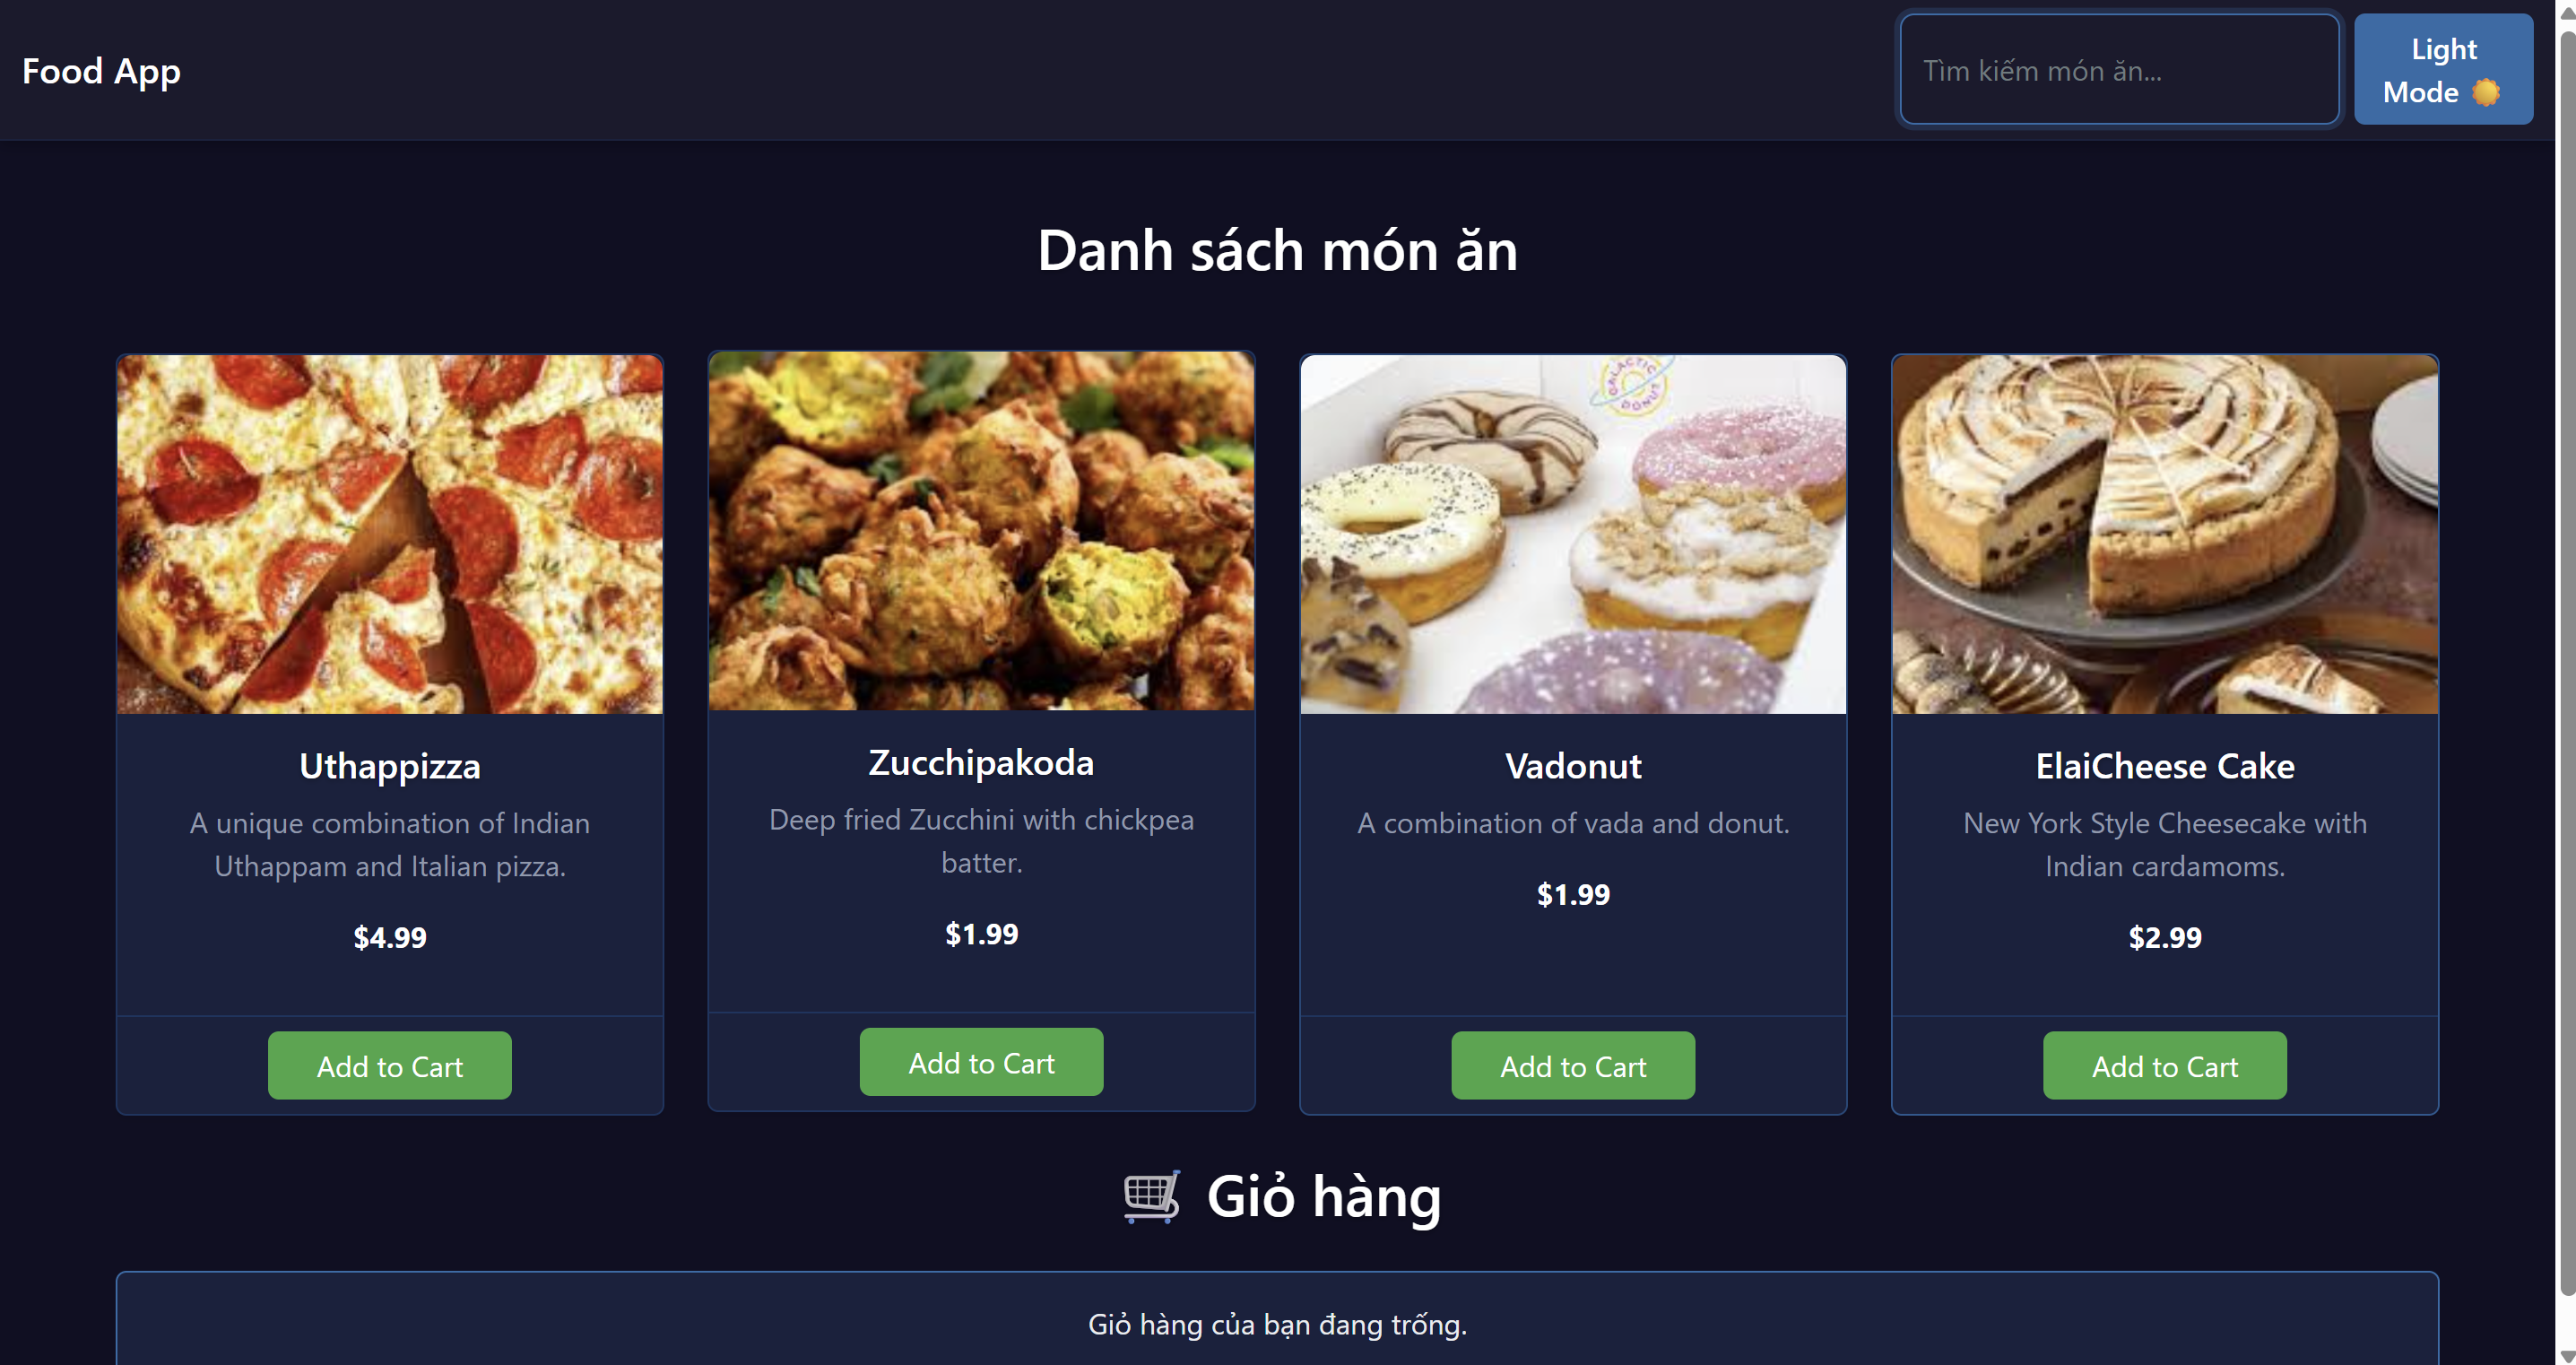 Food App
Tìm kiếm món ăn...
Light
Mode
Danh sách món ăn
GALACTIC
DONUT
Uthappizza
A unique combination of Indian
Uthappam and Italian pizza.
$4.99
Add to Cart
Zucchipakoda
Deep fried Zucchini with chickpea
batter.
$1.99
Add to Cart
Vadonut
A combination of vada and donut.
$1.99
Add to Cart
ElaiCheese Cake
New York Style Cheesecake with
Indian cardamoms.
$2.99
Add to Cart
Giỏ hàng
Giỏ hàng của bạn đang trống.